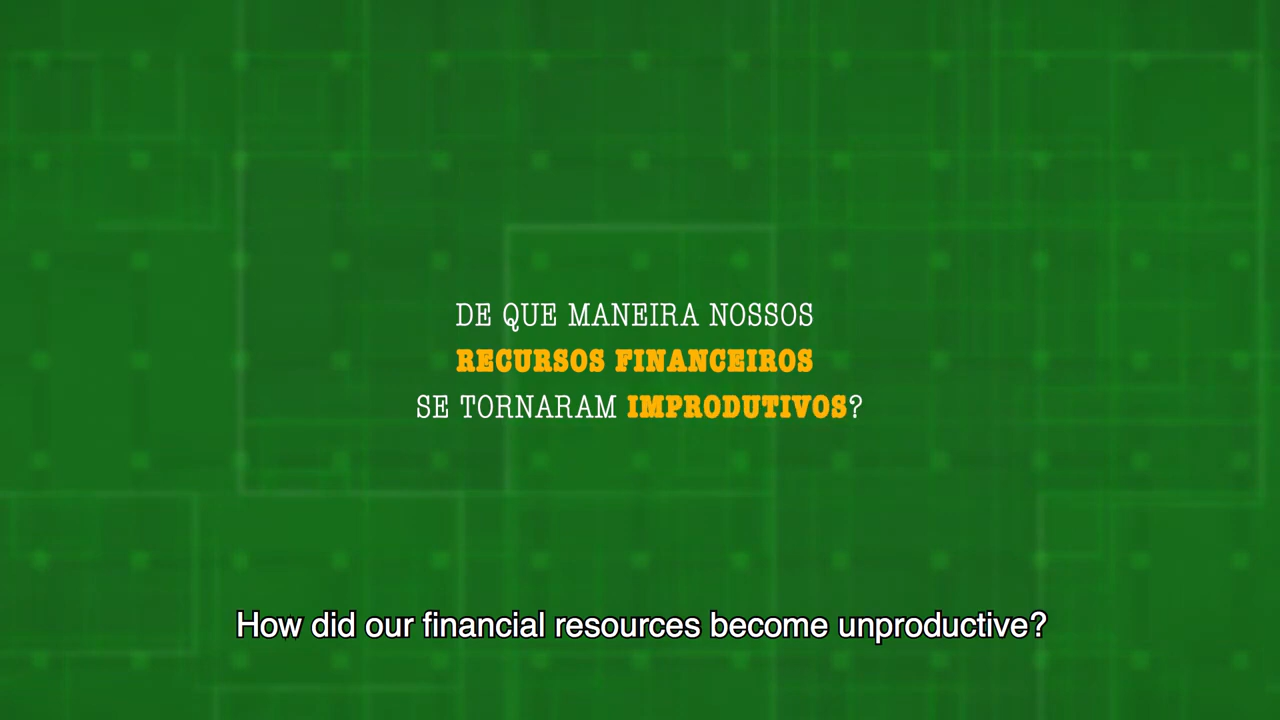 DE QUE MANEIRA NOSSOS
RECURSOS FINANCEIROS
SE TORNARAM IMPRODUTIVOS?
How did our financial resources become unproductive?